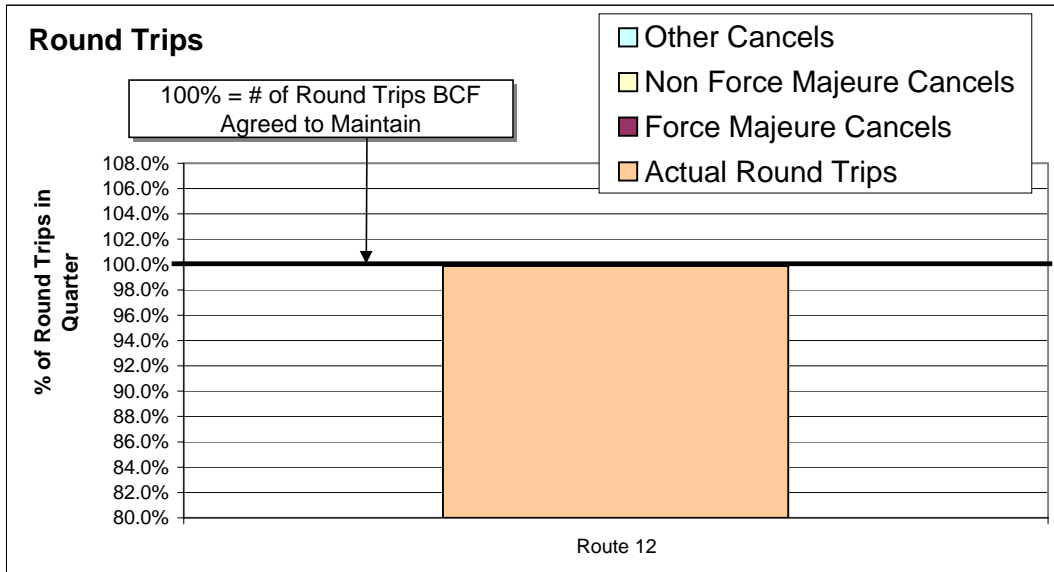 Round Trips
Other Cancels
Non Force Majeure Cancels
Force Majeure Cancels
Actual Round Trips
100% = # of Round Trips BCF
Agreed to Maintain
% of Round Trips in
Quarter
108.0%
106.0%
104.0%
102.0%
100.0%
98.0%
96.0%
94.0%
92.0%
90.0%
88.0%
86.0%
84.0%
82.0%
80.0%
Route 12